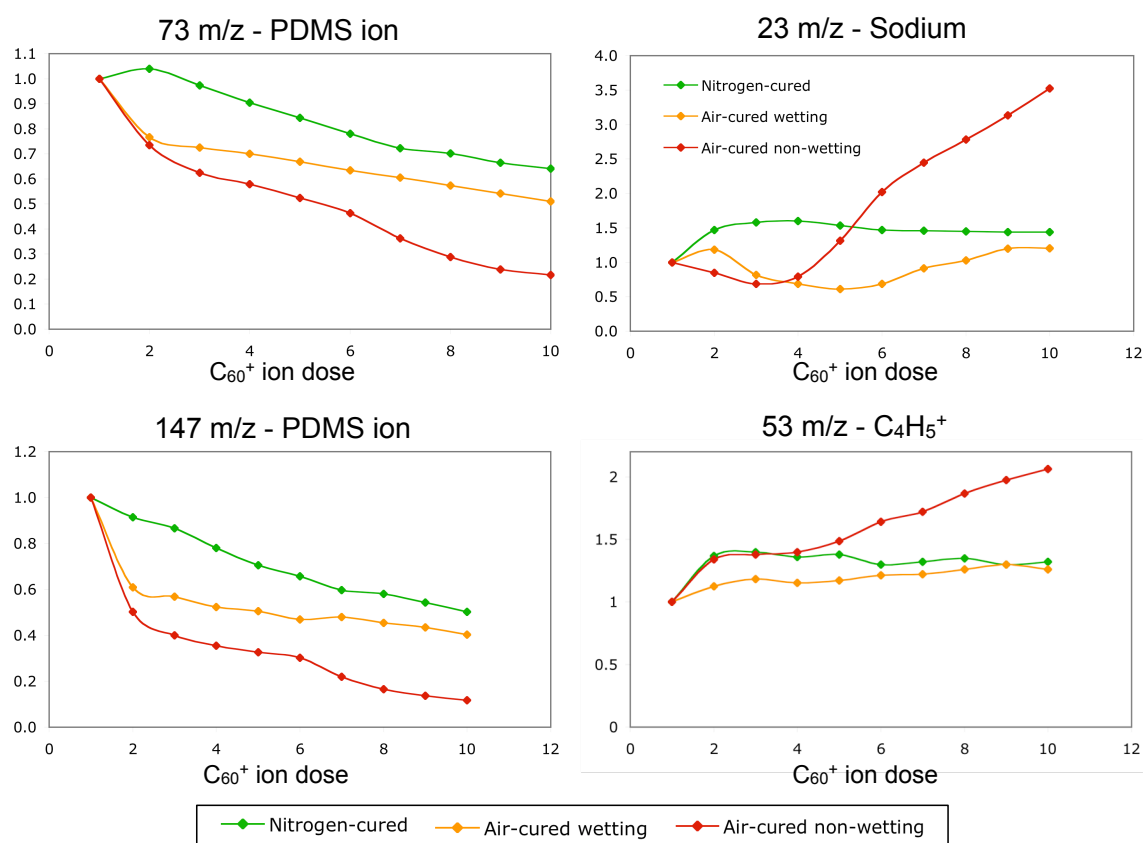 73 m/z - PDMS ion
1.1
1.0
0.9
0.8
0.7
0.6
0.5
0.4
0.3
0.2
0.1
0.0
0 2 4 6 8 10
C₆₀⁺ ion dose
23 m/z - Sodium
4.0
3.5
3.0
2.5
2.0
1.5
1.0
0.5
0.0
Nitrogen-cured
Air-cured wetting
Air-cured non-wetting
0 2 4 6 8 10 12
C₆₀⁺ ion dose
147 m/z - PDMS ion
1.2
1.0
0.8
0.6
0.4
0.2
0.0
0 2 4 6 8 10 12
C₆₀⁺ ion dose
53 m/z - C₄H₅⁺
2
1.5
1
0.5
0
0 2 4 6 8 10 12
C₆₀⁺ ion dose
Nitrogen-cured Air-cured wetting Air-cured non-wetting